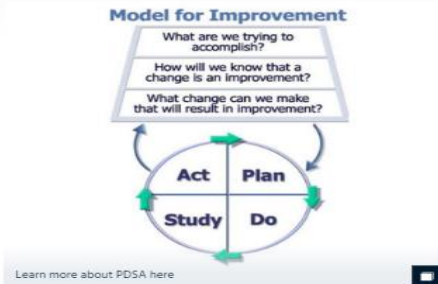 Model for Improvement
What are we trying to
accomplish?
How will we know that a
change is an improvement?
What change can we make
that will result in improvement?
Act
Plan
Study
Do
Learn more about PDSA here